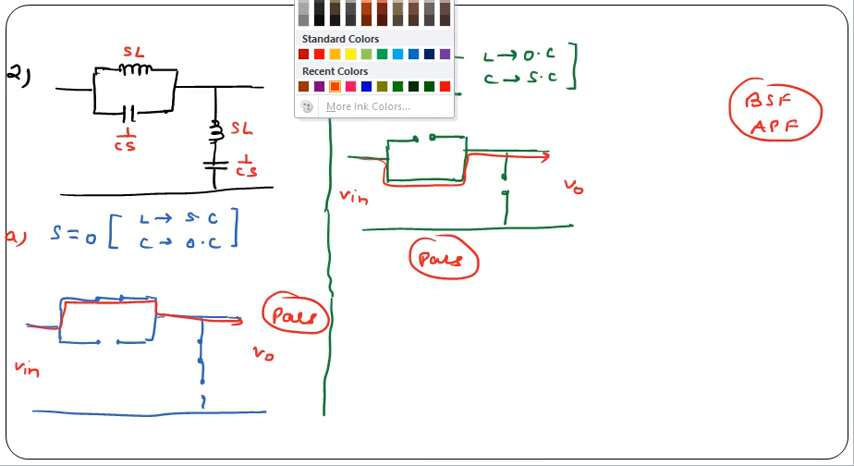 2)
SL
1/CS
SL
1/CS
a) S = 0 [ L → S C
C → O·C ]
Vin
Vo
Pass
Standard Colors
Recent Colors
More Ink Colors...
L → O·C
C → S·C ]
Vin
Vo
Pass
BSF
APF